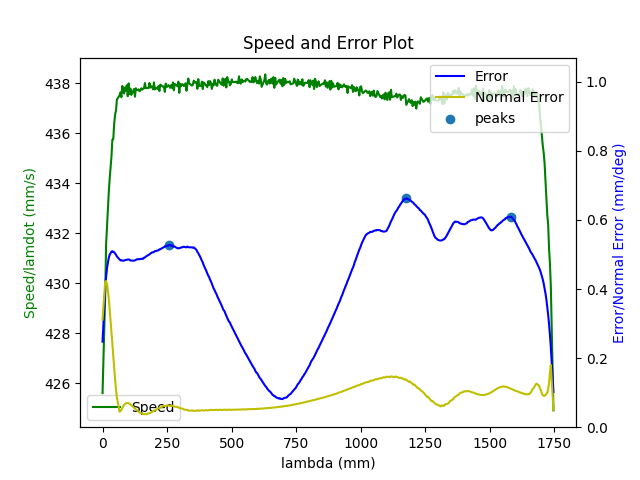 Speed and Error Plot
Speed/lamdot (mm/s)
438
436
434
432
430
428
426
Error
Normal Error
peaks
Speed
1.0
0.8
0.6
0.4
0.2
0.0
Error/Normal Error (mm/deg)
0
250
500
750
1000
1250
1500
1750
lambda (mm)